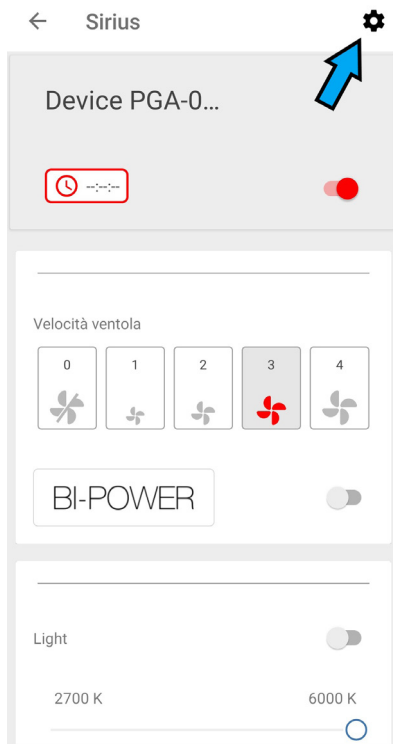 Sirius
Device PGA-0...
--:--:--
Velocità ventola
0 1 2 3 4
BI-POWER
Light
2700 K 6000 K